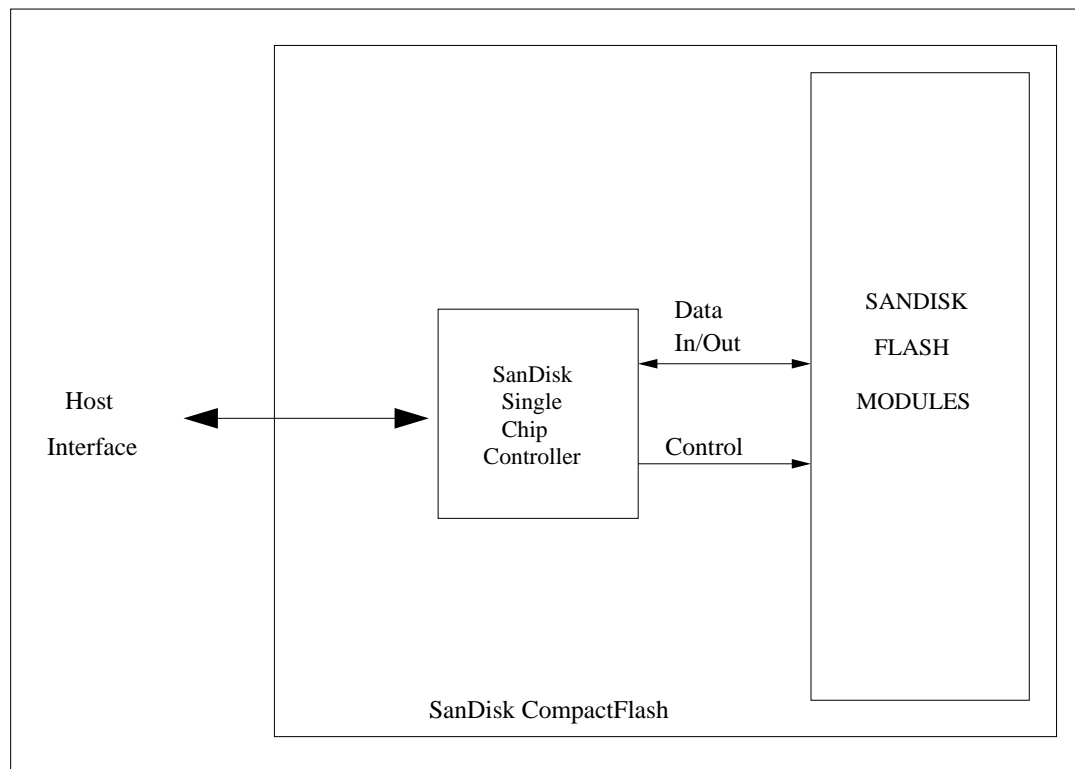 Host
Interface
SanDisk
Single
Chip
Controller
Data
In/Out
Control
SANDISK
FLASH
MODULES
SanDisk CompactFlash